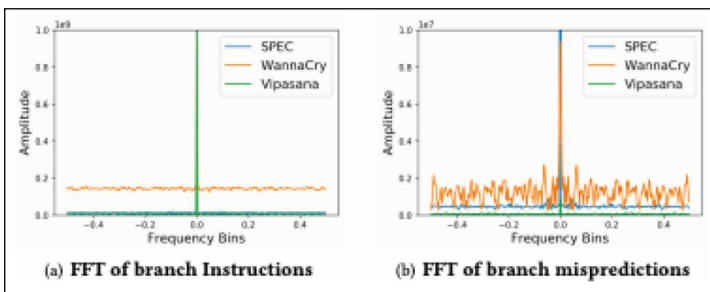 1e9
1.0
0.8
0.6
0.4
0.2
0.0
Amplitude
SPEC
WannaCry
Vipasana
−0.4 −0.2 0.0 0.2 0.4
Frequency Bins
(a) FFT of branch Instructions
1e7
1.0
0.8
0.6
0.4
0.2
0.0
Amplitude
SPEC
WannaCry
Vipasana
−0.4 −0.2 0.0 0.2 0.4
Frequency Bins
(b) FFT of branch mispredictions